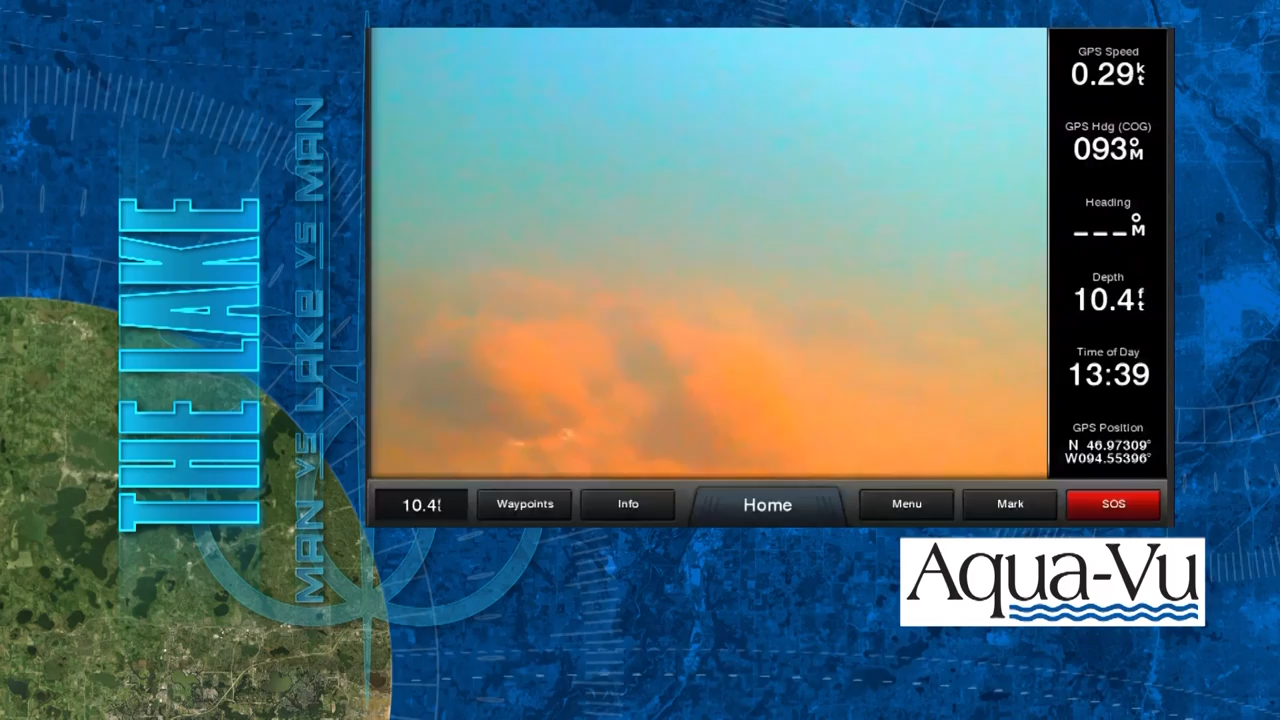 THE LAKE
MAN VS LAKE VS MAN
GPS Speed
0.29kt
GPS Hdg (COG)
093°M
Heading
---°M
Depth
10.4ft
Time of Day
13:39
GPS Position
N 46.97309°
W094.55396°
10.4ft
Waypoints
Info
Home
Menu
Mark
SOS
Aqua-Vu